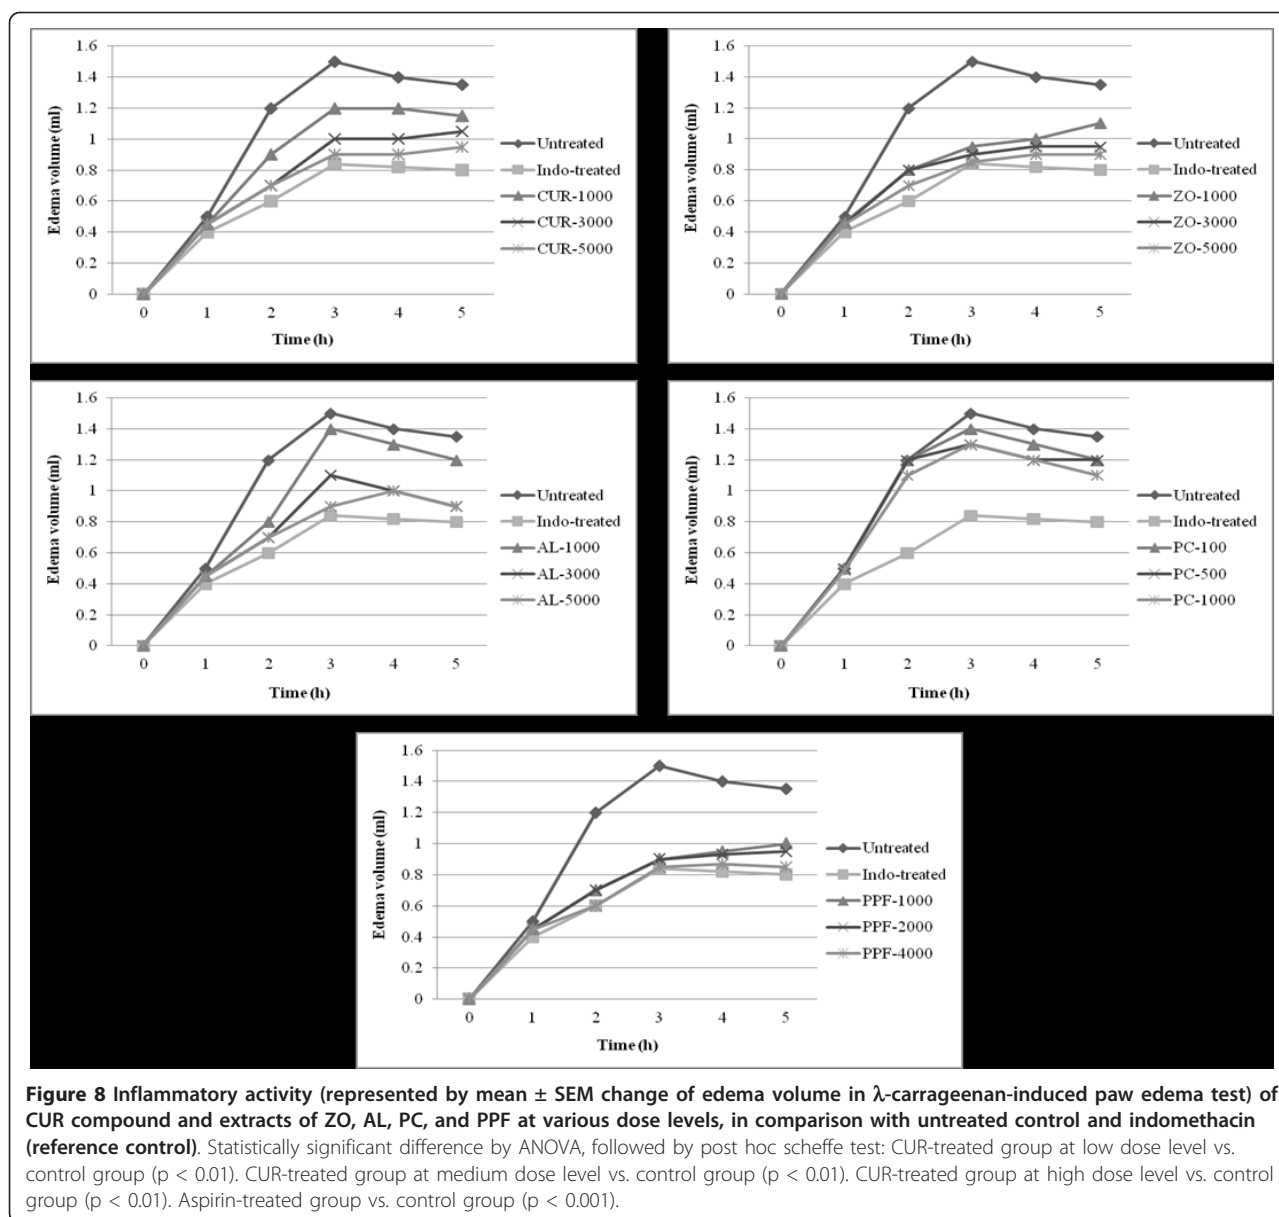 1.6
1.4
1.2
1
0.8
0.6
0.4
0.2
0
Edema volume (ml)
0 1 2 3 4 5
Time (h)
Untreated
Indo-treated
CUR-1000
CUR-3000
CUR-5000
1.6
1.4
1.2
1
0.8
0.6
0.4
0.2
0
Edema volume (ml)
0 1 2 3 4 5
Time (h)
Untreated
Indo-treated
ZO-1000
ZO-3000
ZO-5000
1.6
1.4
1.2
1
0.8
0.6
0.4
0.2
0
Edema volume (ml)
0 1 2 3 4 5
Time (h)
Untreated
Indo-treated
AL-1000
AL-3000
AL-5000
1.6
1.4
1.2
1
0.8
0.6
0.4
0.2
0
Edema volume (ml)
0 1 2 3 4 5
Time (h)
Untreated
Indo-treated
PC-100
PC-500
PC-1000
1.6
1.4
1.2
1
0.8
0.6
0.4
0.2
0
Edema volume (ml)
0 1 2 3 4 5
Time (h)
Untreated
Indo-treated
PPF-1000
PPF-2000
PPF-4000
Figure 8 Inflammatory activity (represented by mean ± SEM change of edema volume in λ-carrageenan-induced paw edema test) of
CUR compound and extracts of ZO, AL, PC, and PPF at various dose levels, in comparison with untreated control and indomethacin
(reference control). Statistically significant difference by ANOVA, followed by post hoc scheffe test: CUR-treated group at low dose level vs.
control group (p < 0.01). CUR-treated group at medium dose level vs. control group (p < 0.01). CUR-treated group at high dose level vs. control
group (p < 0.01). Aspirin-treated group vs. control group (p < 0.001).